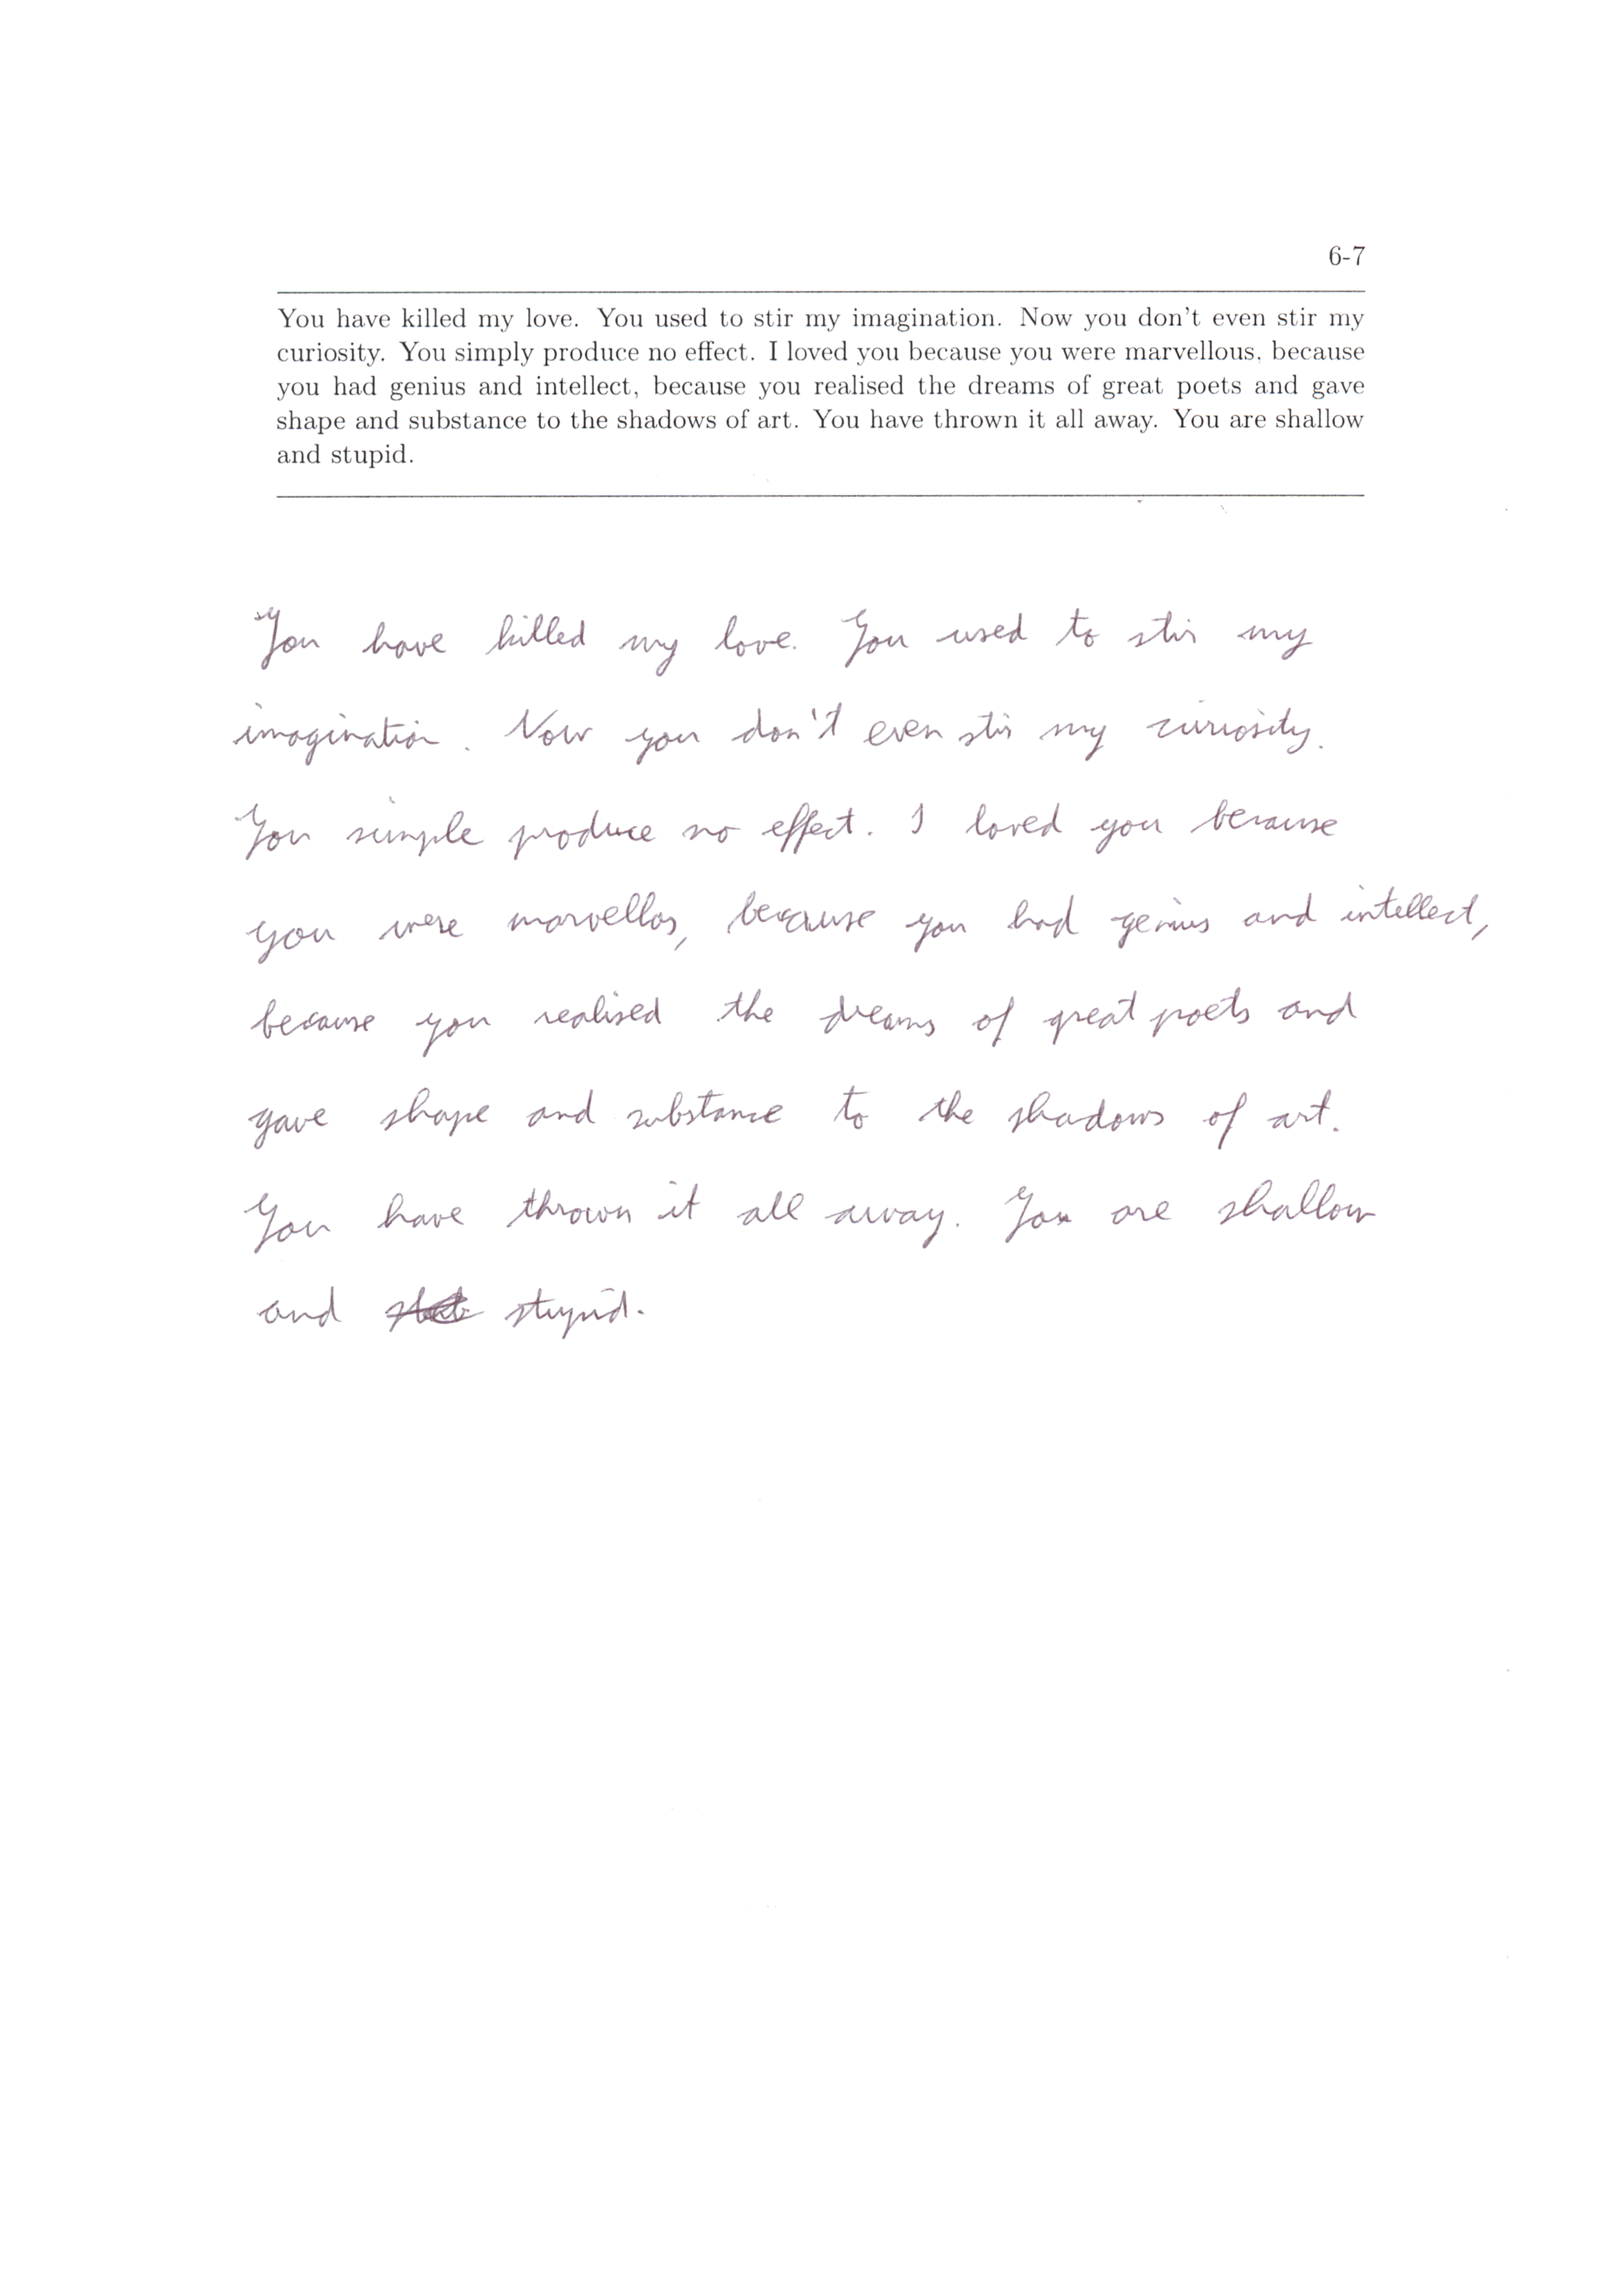 6-7
You have killed my love. You used to stir my imagination. Now you don't even stir my
curiosity. You simply produce no effect. I loved you because you were marvellous, because
you had genius and intellect, because you realised the dreams of great poets and gave
shape and substance to the shadows of art. You have thrown it all away. You are shallow
and stupid.
You have killed my love. You used to stir my
imagination. Now you don't even stir my curiosity.
You simple produce no effect. I loved you because
you were marvellos, because you had genius and intellect,
because you realised the dreams of great poets and
gave shape and substance to the shadows of art.
You have thrown it all away. You are shallow
and stupid.